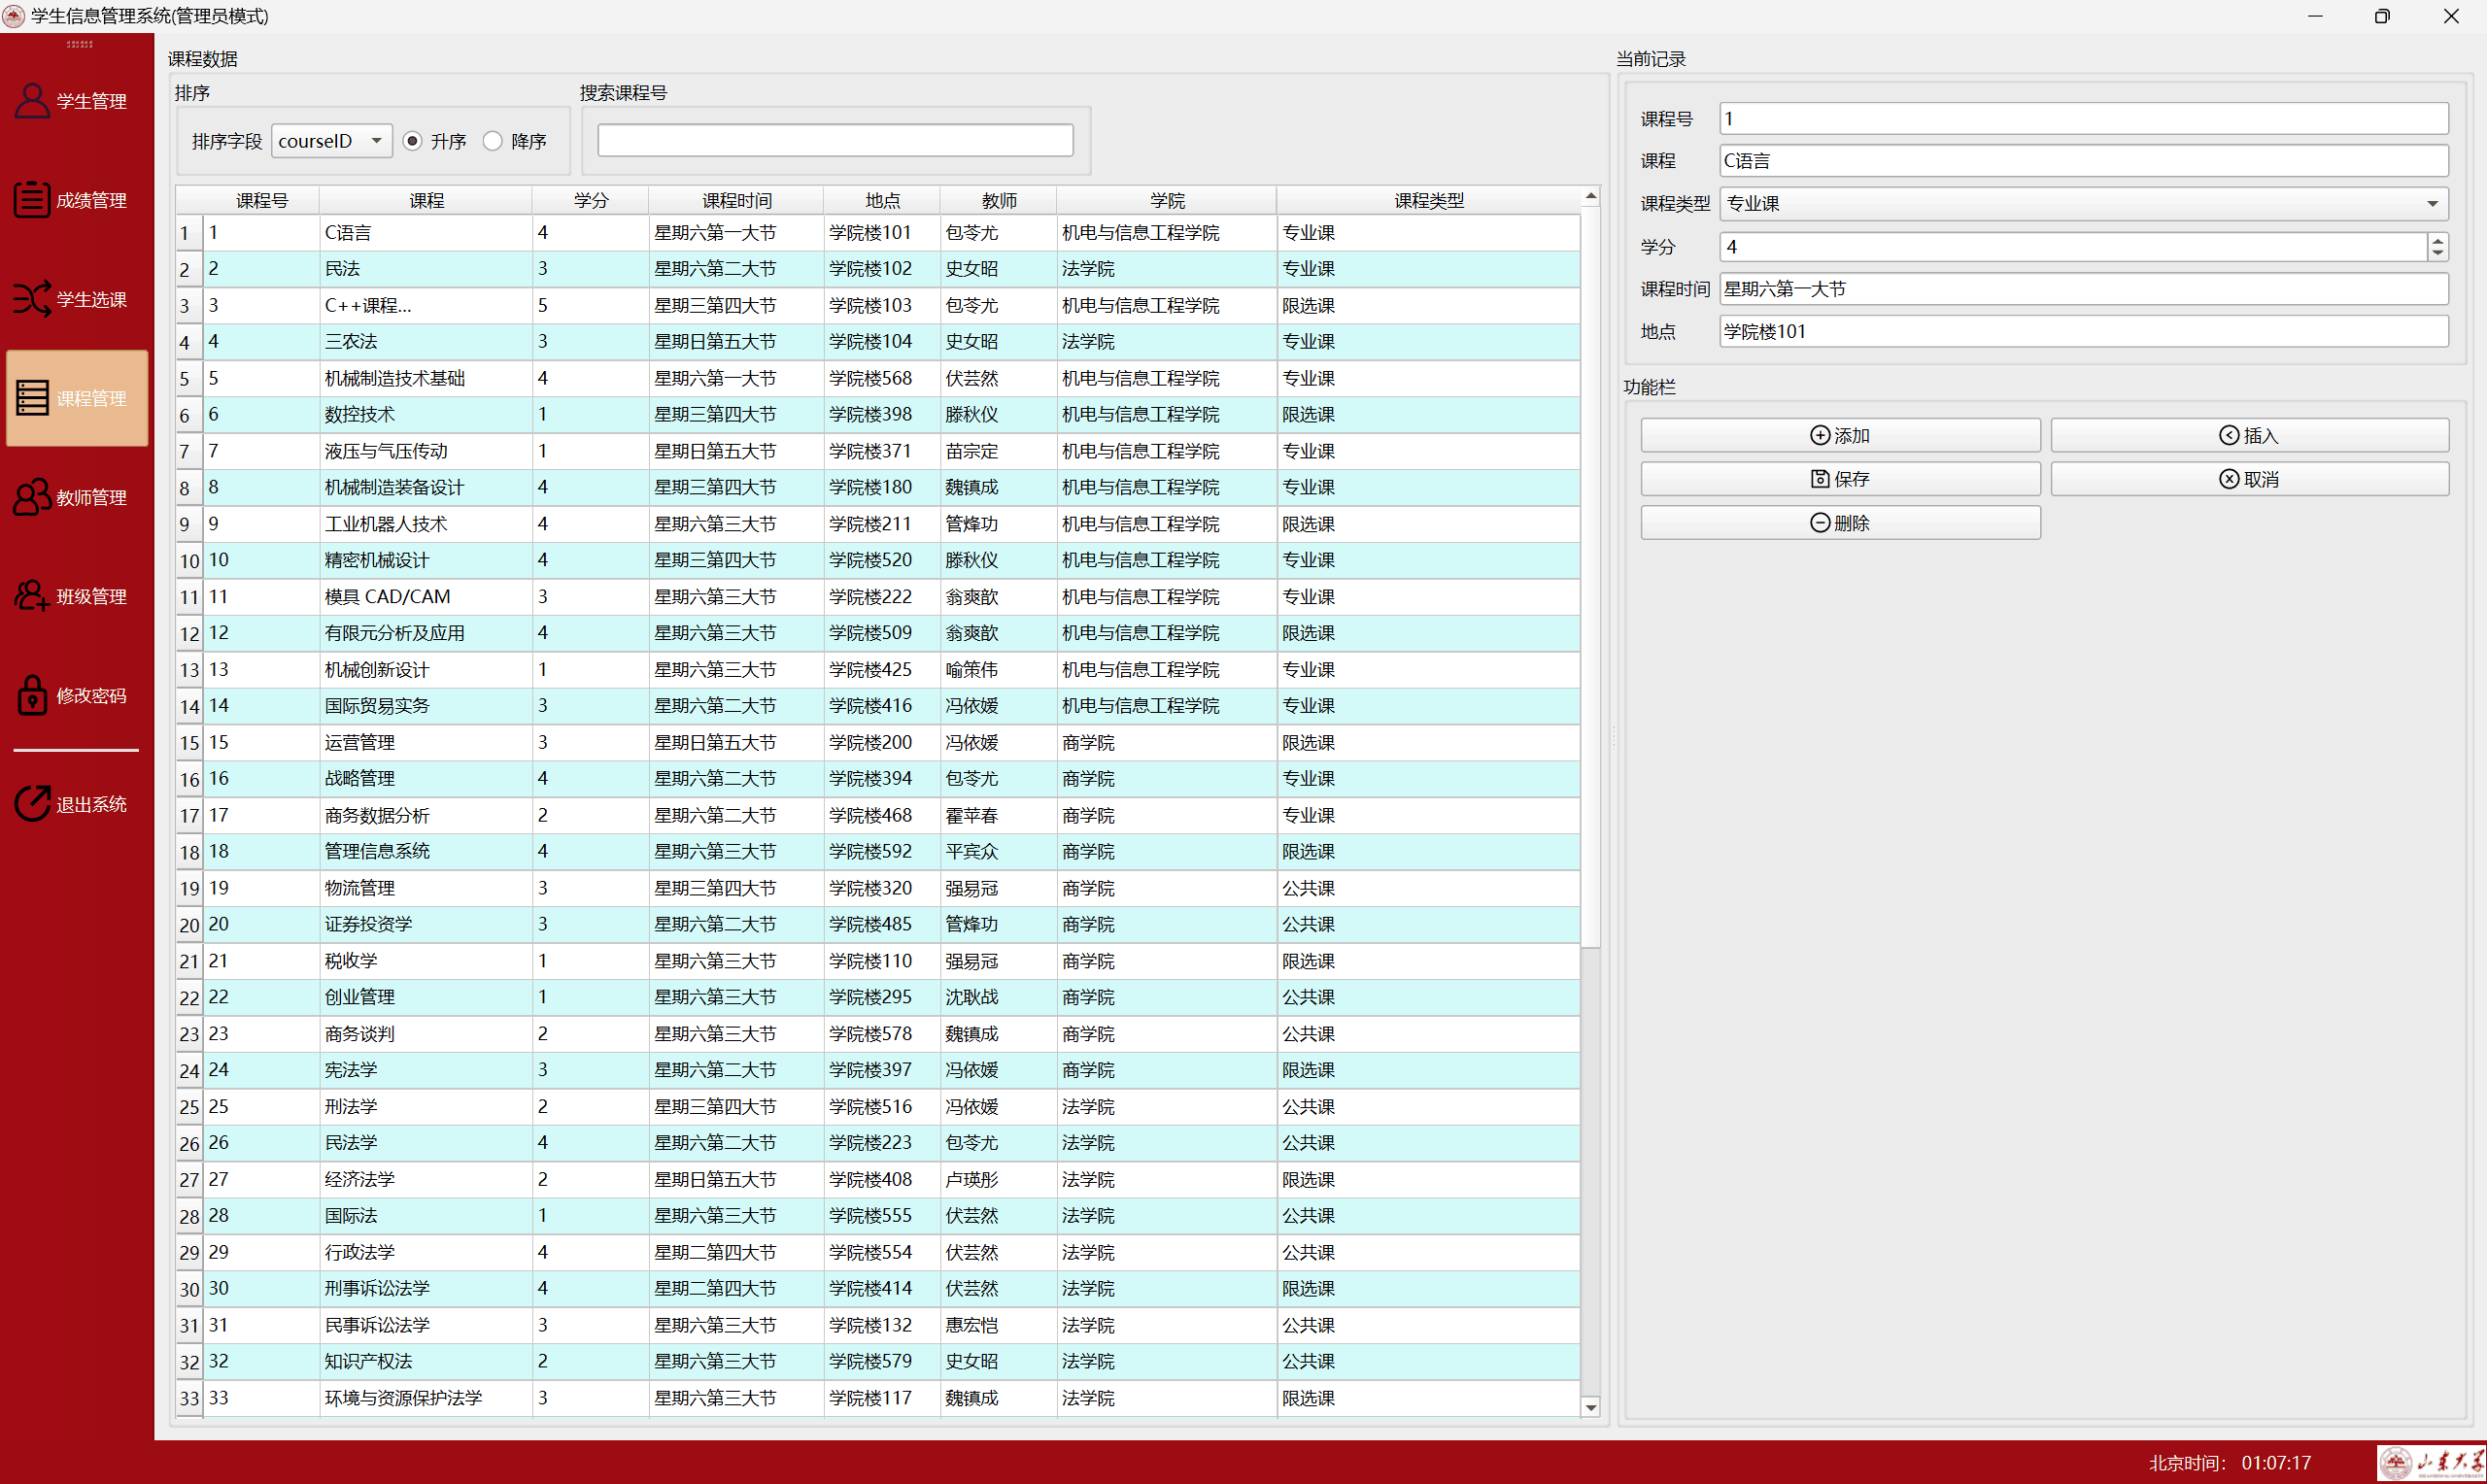 学生信息管理系统(管理员模式)
学生管理
成绩管理
学生选课
课程管理
教师管理
班级管理
修改密码
退出系统
课程数据
排序
搜索课程号
排序字段 courseID 升序 降序
课程号 课程 学分 课程时间 地点 教师 学院 课程类型
1 1 C语言 4 星期六第一大节 学院楼101 包苓尤 机电与信息工程学院 专业课
2 2 民法 3 星期六第二大节 学院楼102 史女昭 法学院 专业课
3 3 C++课程... 5 星期三第四大节 学院楼103 包苓尤 机电与信息工程学院 限选课
4 4 三农法 3 星期日第五大节 学院楼104 史女昭 法学院 专业课
5 5 机械制造技术基础 4 星期六第一大节 学院楼568 伏芸然 机电与信息工程学院 专业课
6 6 数控技术 1 星期三第四大节 学院楼398 滕秋仪 机电与信息工程学院 限选课
7 7 液压与气压传动 1 星期日第五大节 学院楼371 苗宗定 机电与信息工程学院 专业课
8 8 机械制造装备设计 4 星期三第四大节 学院楼180 魏镇成 机电与信息工程学院 专业课
9 9 工业机器人技术 4 星期六第三大节 学院楼211 管烽功 机电与信息工程学院 限选课
10 10 精密机械设计 4 星期三第四大节 学院楼520 滕秋仪 机电与信息工程学院 专业课
11 11 模具 CAD/CAM 3 星期六第三大节 学院楼222 翁爽歆 机电与信息工程学院 专业课
12 12 有限元分析及应用 4 星期六第三大节 学院楼509 翁爽歆 机电与信息工程学院 限选课
13 13 机械创新设计 1 星期六第三大节 学院楼425 喻策伟 机电与信息工程学院 专业课
14 14 国际贸易实务 3 星期六第二大节 学院楼416 冯依嫒 机电与信息工程学院 专业课
15 15 运营管理 3 星期日第五大节 学院楼200 冯依嫒 商学院 限选课
16 16 战略管理 4 星期六第二大节 学院楼394 包苓尤 商学院 专业课
17 17 商务数据分析 2 星期六第二大节 学院楼468 霍苹春 商学院 专业课
18 18 管理信息系统 4 星期六第三大节 学院楼592 平宾众 商学院 限选课
19 19 物流管理 3 星期三第四大节 学院楼320 强易冠 商学院 公共课
20 20 证券投资学 3 星期六第二大节 学院楼485 管烽功 商学院 公共课
21 21 税收学 1 星期六第三大节 学院楼110 强易冠 商学院 限选课
22 22 创业管理 1 星期六第三大节 学院楼295 沈耿战 商学院 公共课
23 23 商务谈判 2 星期六第三大节 学院楼578 魏镇成 商学院 公共课
24 24 宪法学 3 星期六第二大节 学院楼397 冯依嫒 商学院 限选课
25 25 刑法学 2 星期三第四大节 学院楼516 冯依嫒 法学院 公共课
26 26 民法学 4 星期六第二大节 学院楼223 包苓尤 法学院 公共课
27 27 经济法学 2 星期日第五大节 学院楼408 卢瑛彤 法学院 限选课
28 28 国际法 1 星期六第三大节 学院楼555 伏芸然 法学院 公共课
29 29 行政法学 4 星期二第四大节 学院楼554 伏芸然 法学院 公共课
30 30 刑事诉讼法学 4 星期二第四大节 学院楼414 伏芸然 法学院 限选课
31 31 民事诉讼法学 3 星期六第三大节 学院楼132 惠宏恺 法学院 公共课
32 32 知识产权法 2 星期六第三大节 学院楼579 史女昭 法学院 公共课
33 33 环境与资源保护法学 3 星期六第三大节 学院楼117 魏镇成 法学院 限选课
当前记录
课程号 1
课程 C语言
课程类型 专业课
学分 4
课程时间 星期六第一大节
地点 学院楼101
功能栏
添加 插入
保存 取消
删除
北京时间： 01:07:17
山东大学